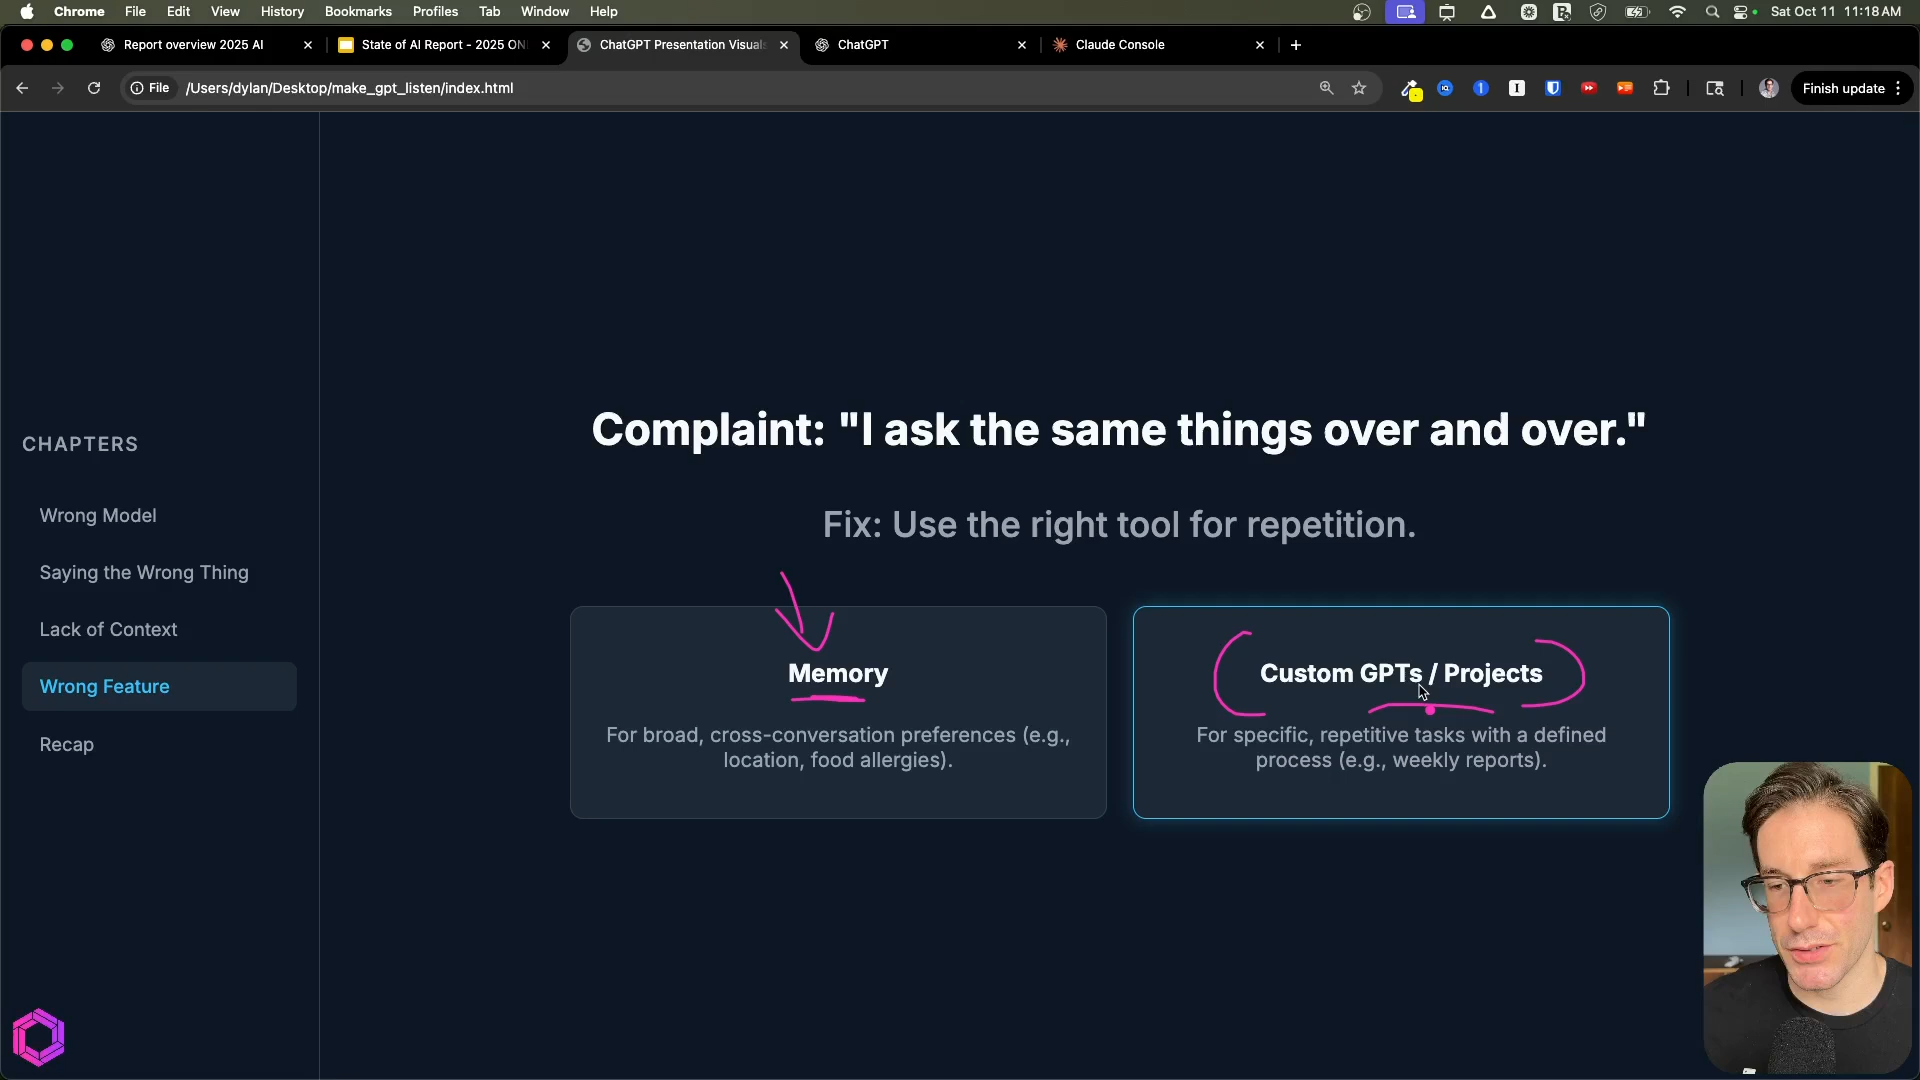 Chrome File Edit View History Bookmarks Profiles Tab Window Help Sat Oct 11 11:18 AM
Report overview 2025 AI State of AI Report - 2025 ON ChatGPT Presentation Visuals ChatGPT Claude Console
File /Users/dylan/Desktop/make_gpt_listen/index.html Finish update
Complaint: "I ask the same things over and over."
CHAPTERS
Wrong Model
Saying the Wrong Thing
Lack of Context
Wrong Feature
Recap
Fix: Use the right tool for repetition.
Memory
For broad, cross-conversation preferences (e.g.,
location, food allergies).
Custom GPTs / Projects
For specific, repetitive tasks with a defined
process (e.g., weekly reports).